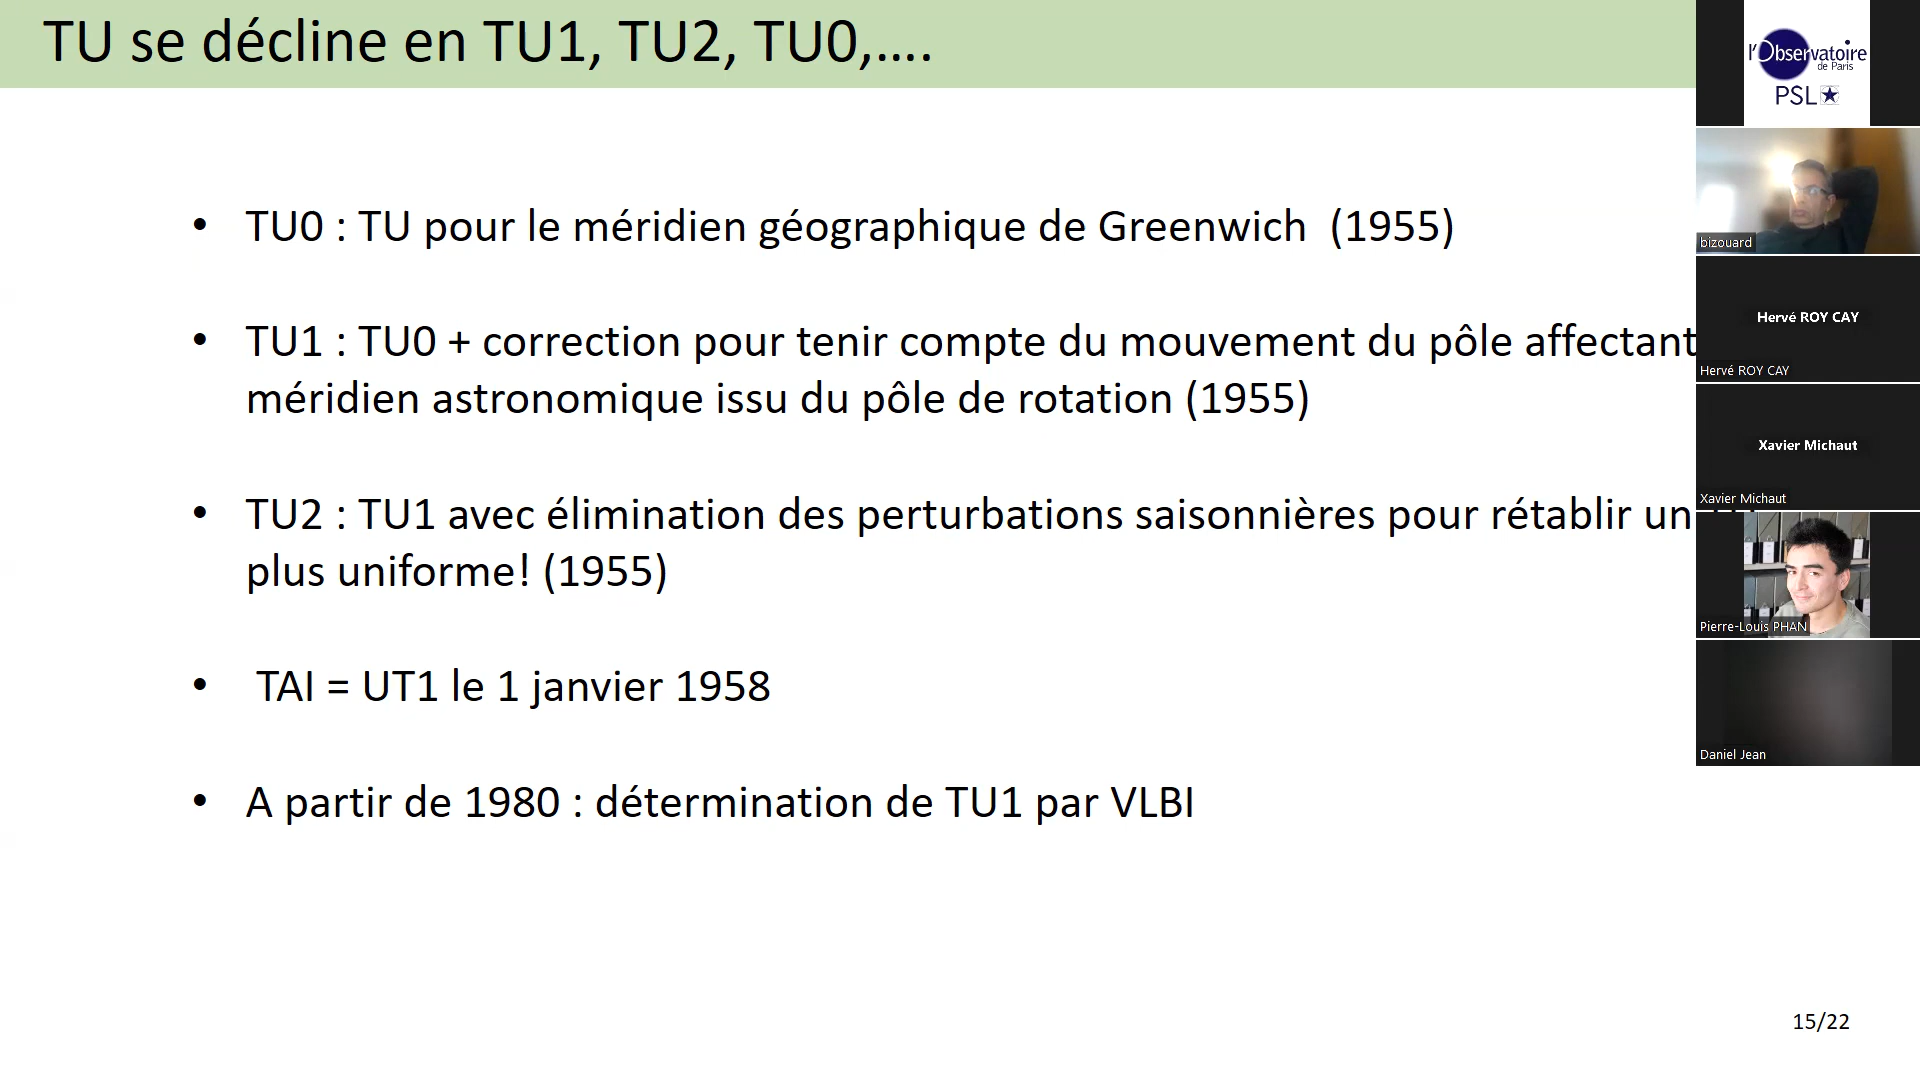 TU se décline en TU1, TU2, TU0,….
• TU0 : TU pour le méridien géographique de Greenwich (1955)
• TU1 : TU0 + correction pour tenir compte du mouvement du pôle affectant
méridien astronomique issu du pôle de rotation (1955)
• TU2 : TU1 avec élimination des perturbations saisonnières pour rétablir un
plus uniforme! (1955)
• TAI = UT1 le 1 janvier 1958
• A partir de 1980 : détermination de TU1 par VLBI
15/22
l'Observatoire
de Paris
PSL
bizouard
Hervé ROY CAY
Hervé ROY CAY
Xavier Michaut
Xavier Michaut
Pierre-Louis PHAN
Daniel Jean